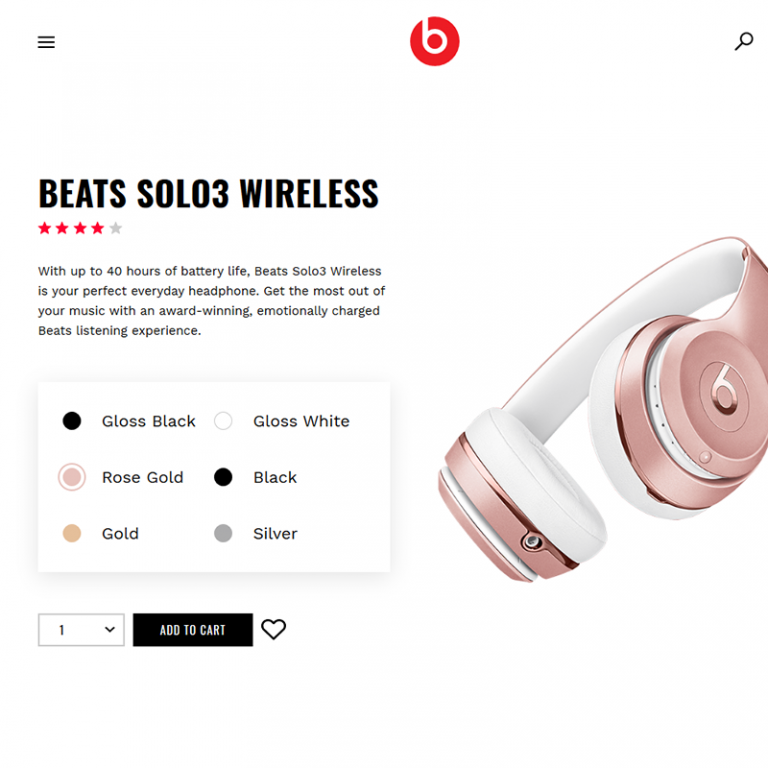 BEATS SOLO3 WIRELESS
With up to 40 hours of battery life, Beats Solo3 Wireless
is your perfect everyday headphone. Get the most out of
your music with an award-winning, emotionally charged
Beats listening experience.
Gloss Black Gloss White
Rose Gold Black
Gold Silver
1 ADD TO CART